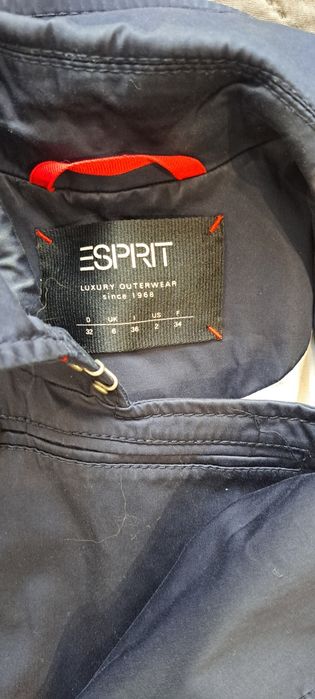 ESPRIT
LUXURY OUTERWEAR
since 1968
D UK I US F
32 6 36 2 34